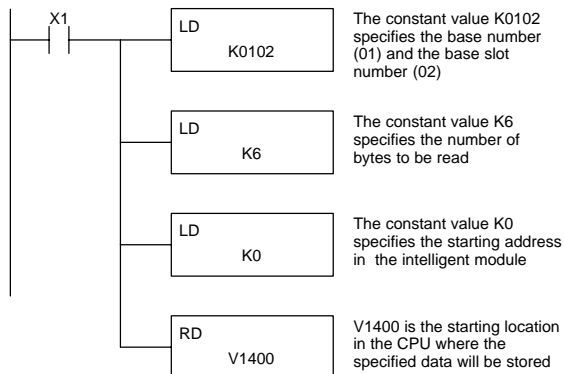 X1
LD
K0102
The constant value K0102
specifies the base number
(01) and the base slot
number (02)
LD
K6
The constant value K6
specifies the number of
bytes to be read
LD
K0
The constant value K0
specifies the starting address
in the intelligent module
RD
V1400
V1400 is the starting location
in the CPU where the
specified data will be stored